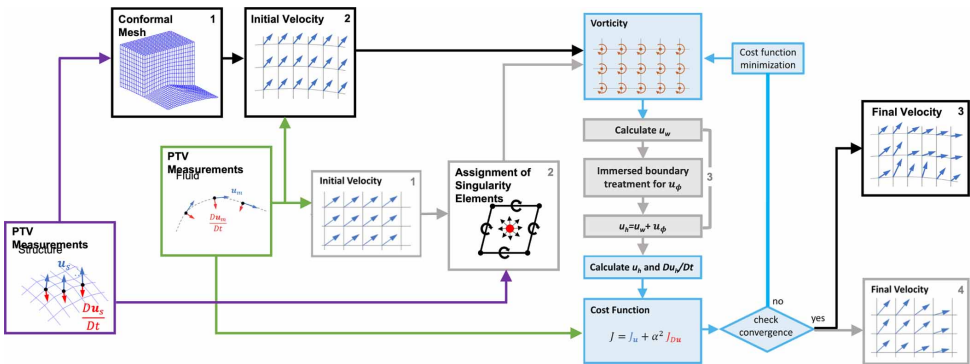 Conformal
Mesh
1
Initial Velocity
2
Vorticity
Cost function
minimization
PTV
Measurements
Fluid
u_m
Du_m
Dt
Initial Velocity
1
Assignment of
Singularity
Elements
2
Calculate u_w
Immersed boundary
treatment for u_ϕ
u_h=u_w+ u_ϕ
3
Calculate u_h and Du_h/Dt
Cost Function
J = J_u + α² J_Du
PTV
Measurements
Structure
u_s
Du_s
Dt
no
check
convergence
yes
Final Velocity
3
Final Velocity
4